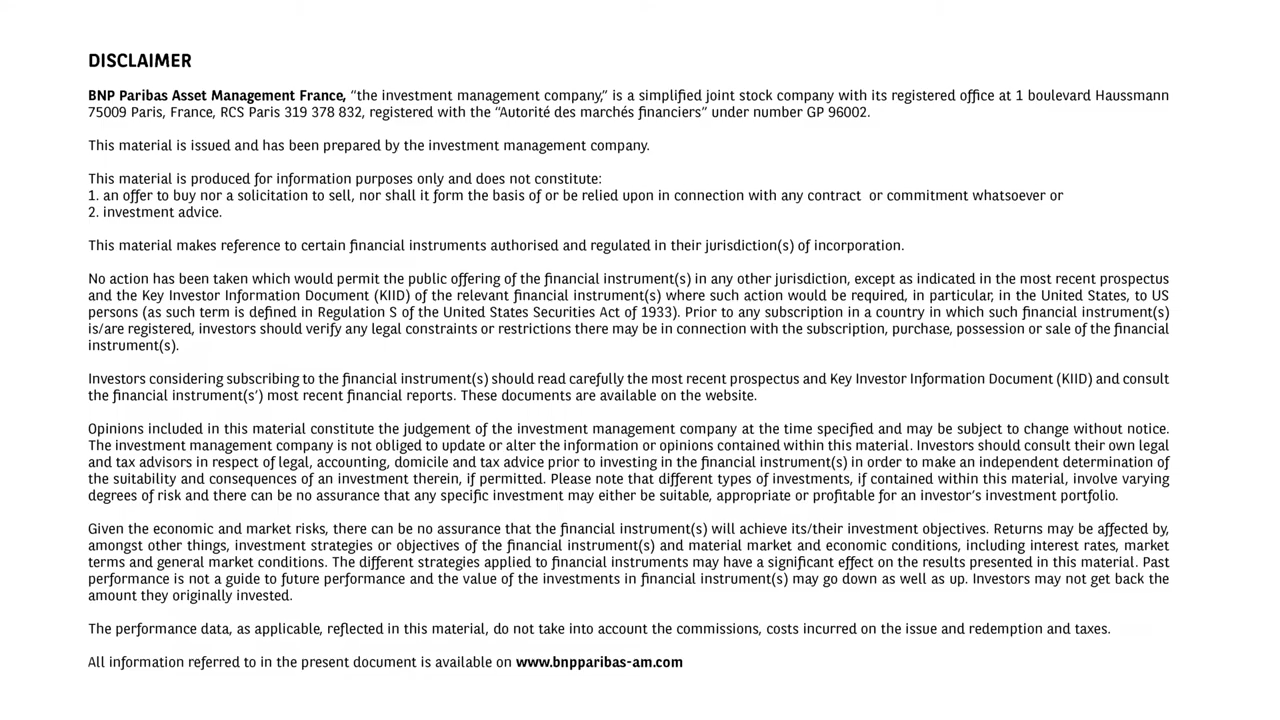 DISCLAIMER
BNP Paribas Asset Management France, “the investment management company,” is a simplified joint stock company with its registered office at 1 boulevard Haussmann
75009 Paris, France, RCS Paris 319 378 832, registered with the “Autorité des marchés financiers” under number GP 96002.
This material is issued and has been prepared by the investment management company.
This material is produced for information purposes only and does not constitute:
1. an offer to buy nor a solicitation to sell, nor shall it form the basis of or be relied upon in connection with any contract or commitment whatsoever or
2. investment advice.
This material makes reference to certain financial instruments authorised and regulated in their jurisdiction(s) of incorporation.
No action has been taken which would permit the public offering of the financial instrument(s) in any other jurisdiction, except as indicated in the most recent prospectus
and the Key Investor Information Document (KIID) of the relevant financial instrument(s) where such action would be required, in particular, in the United States, to US
persons (as such term is defined in Regulation S of the United States Securities Act of 1933). Prior to any subscription in a country in which such financial instrument(s)
is/are registered, investors should verify any legal constraints or restrictions there may be in connection with the subscription, purchase, possession or sale of the financial
instrument(s).
Investors considering subscribing to the financial instrument(s) should read carefully the most recent prospectus and Key Investor Information Document (KIID) and consult
the financial instrument(s’) most recent financial reports. These documents are available on the website.
Opinions included in this material constitute the judgement of the investment management company at the time specified and may be subject to change without notice.
The investment management company is not obliged to update or alter the information or opinions contained within this material. Investors should consult their own legal
and tax advisors in respect of legal, accounting, domicile and tax advice prior to investing in the financial instrument(s) in order to make an independent determination of
the suitability and consequences of an investment therein, if permitted. Please note that different types of investments, if contained within this material, involve varying
degrees of risk and there can be no assurance that any specific investment may either be suitable, appropriate or profitable for an investor’s investment portfolio.
Given the economic and market risks, there can be no assurance that the financial instrument(s) will achieve its/their investment objectives. Returns may be affected by,
amongst other things, investment strategies or objectives of the financial instrument(s) and material market and economic conditions, including interest rates, market
terms and general market conditions. The different strategies applied to financial instruments may have a significant effect on the results presented in this material. Past
performance is not a guide to future performance and the value of the investments in financial instrument(s) may go down as well as up. Investors may not get back the
amount they originally invested.
The performance data, as applicable, reflected in this material, do not take into account the commissions, costs incurred on the issue and redemption and taxes.
All information referred to in the present document is available on www.bnpparibas-am.com